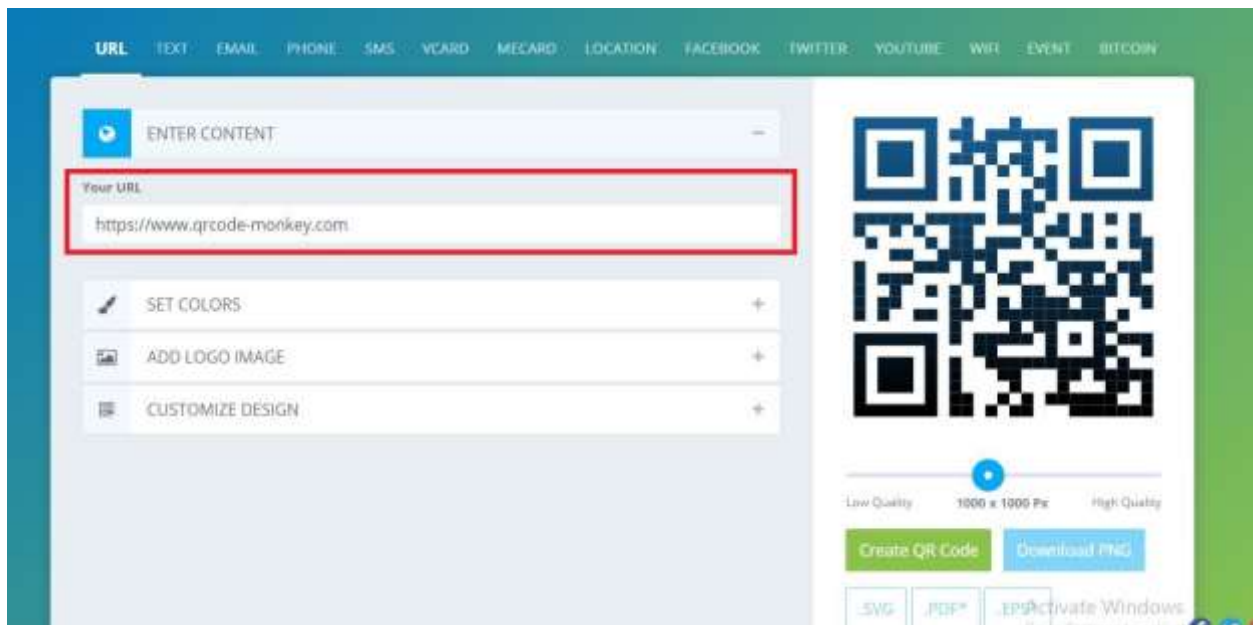 URL TEXT EMAIL PHONE SMS VCARD MECARD LOCATION FACEBOOK TWITTER YOUTUBE WIFI EVENT BITCOIN
ENTER CONTENT
Your URL
https://www.qrcode-monkey.com
SET COLORS
ADD LOGO IMAGE
CUSTOMIZE DESIGN
Low Quality 1000 x 1000 Px High Quality
Create QR Code Download PNG
.SVG .PDF* .EPS* Activate Windows